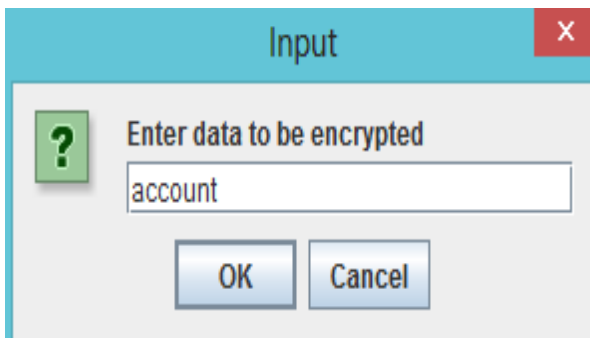 Input
x
?
Enter data to be encrypted
account
OK Cancel